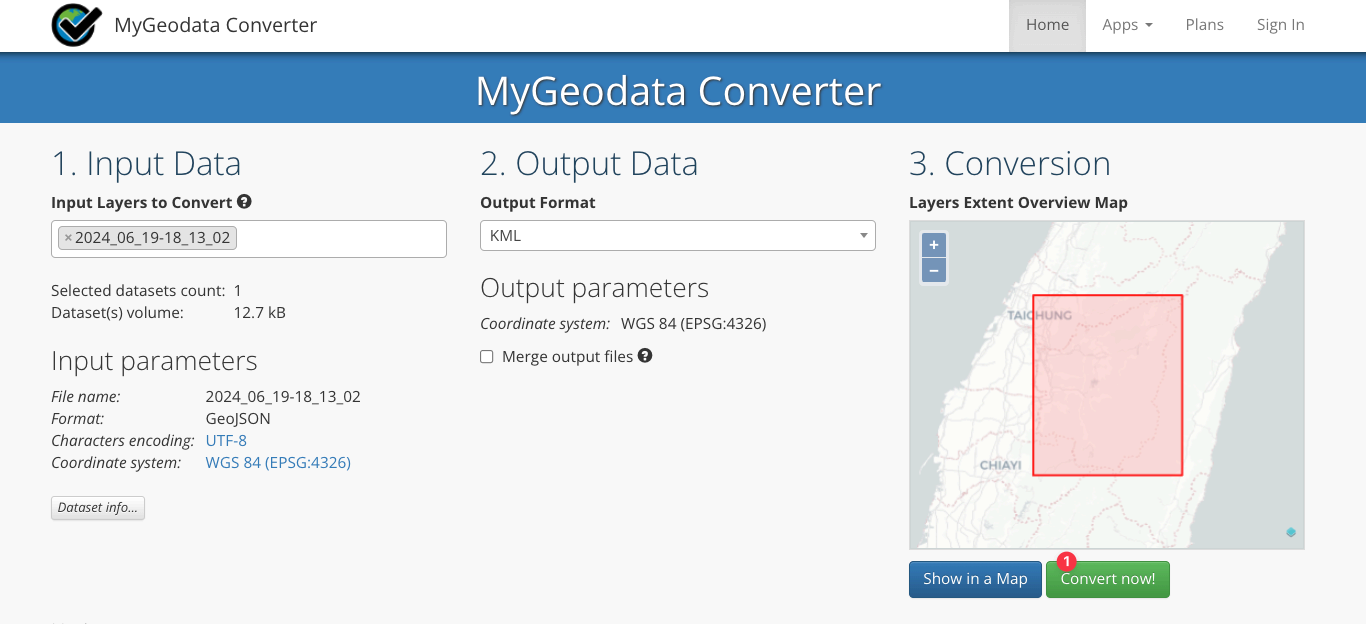 MyGeodata Converter
Home
Apps
Plans
Sign In
MyGeodata Converter
1. Input Data
Input Layers to Convert ?
×2024_06_19-18_13_02
Selected datasets count: 1
Dataset(s) volume: 12.7 kB
Input parameters
File name: 2024_06_19-18_13_02
Format: GeoJSON
Characters encoding: UTF-8
Coordinate system: WGS 84 (EPSG:4326)
Dataset info...
2. Output Data
Output Format
KML
Output parameters
Coordinate system: WGS 84 (EPSG:4326)
Merge output files ?
3. Conversion
Layers Extent Overview Map
+
−
TAICHUNG
CHIAYI
Show in a Map
1
Convert now!